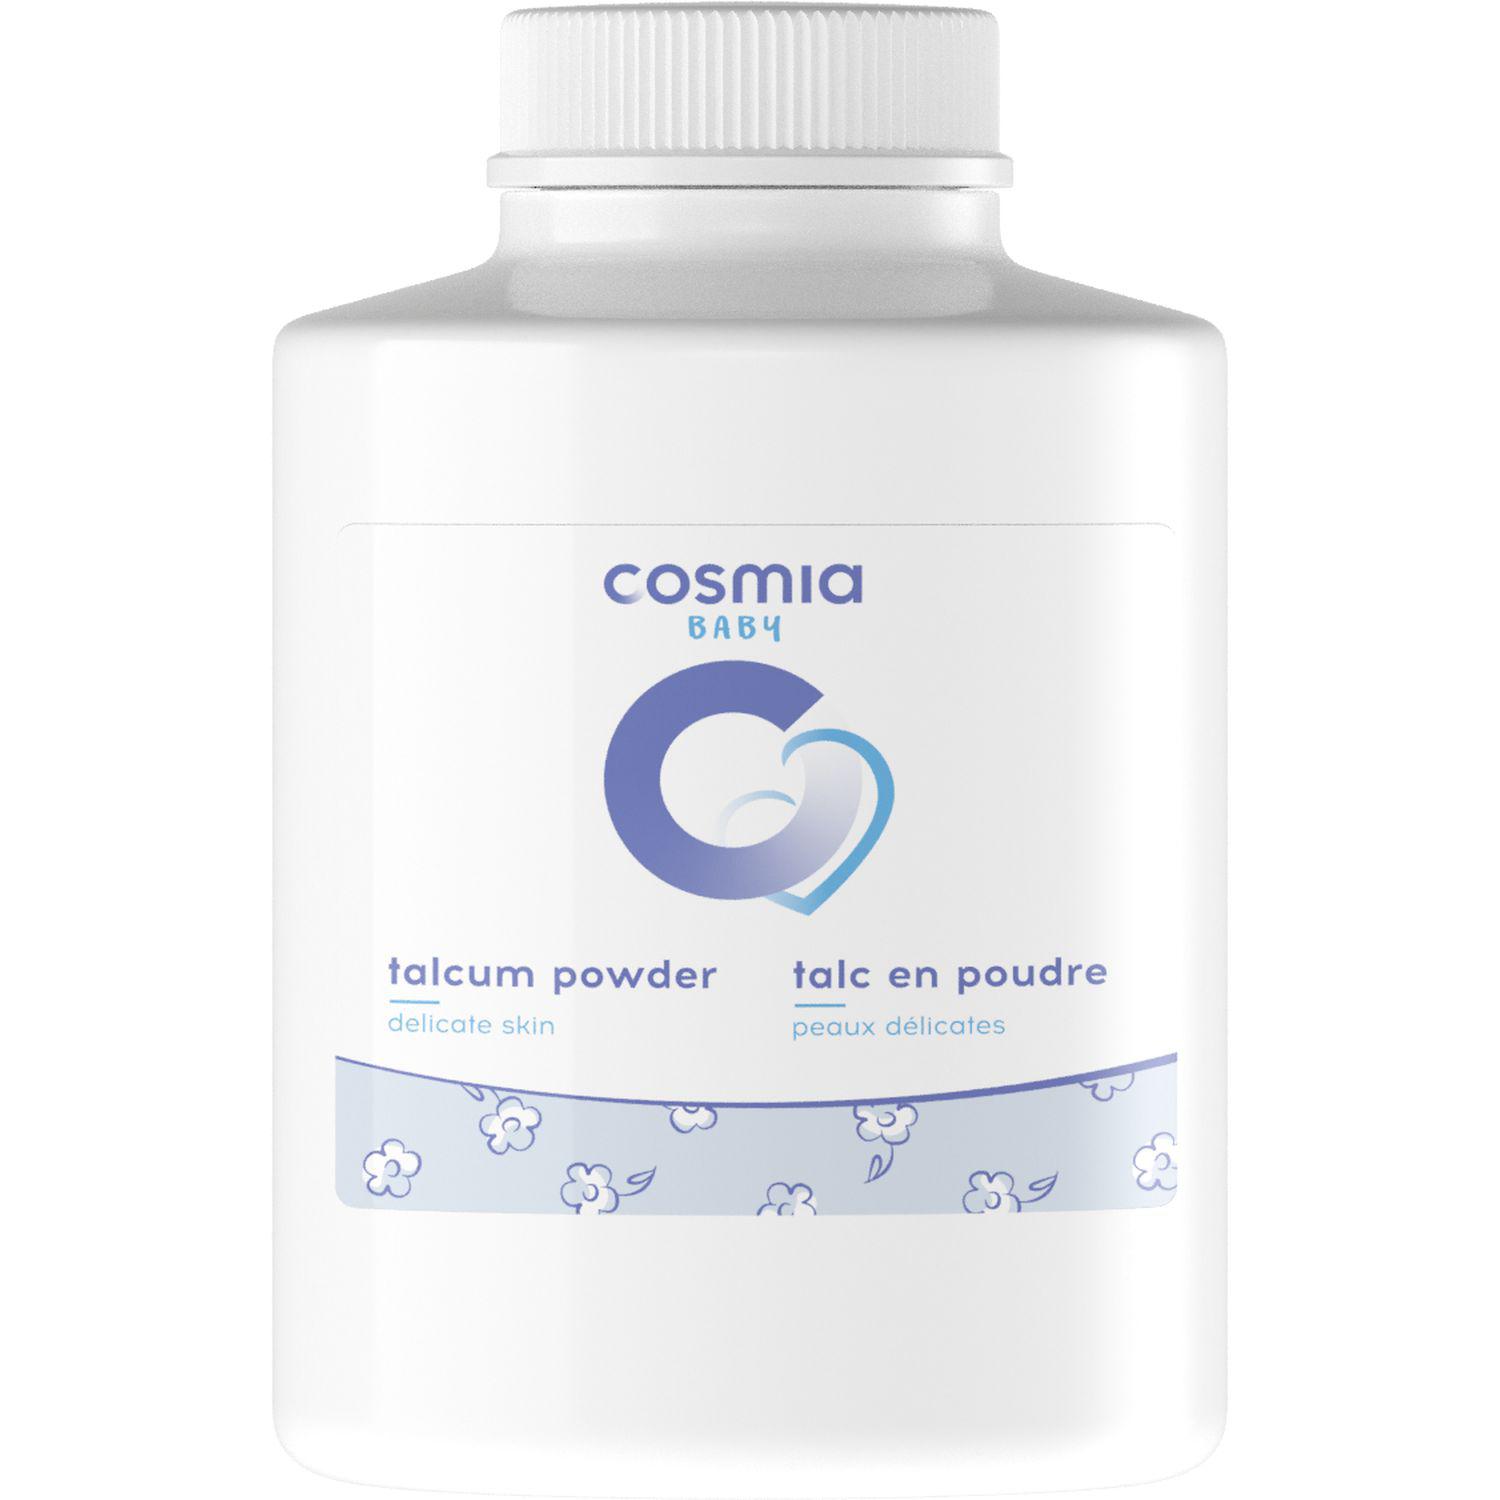 cosmia
BABY
talcum powder
delicate skin
talc en poudre
peaux délicates